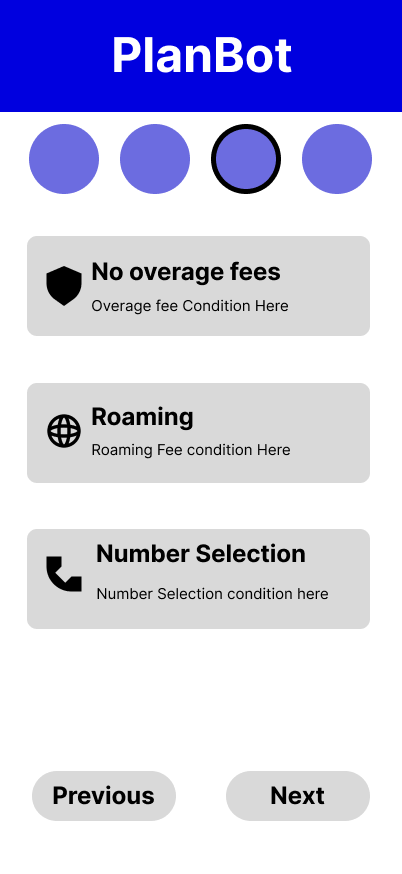 PlanBot
No overage fees
Overage fee Condition Here
Roaming
Roaming Fee condition Here
Number Selection
Number Selection condition here
Previous
Next